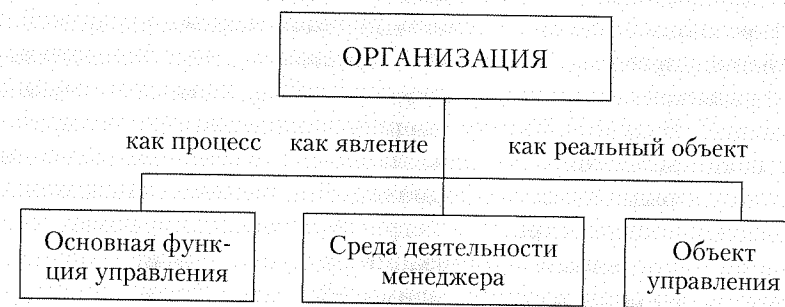 ОРГАНИЗАЦИЯ
как процесс как явление как реальный объект
Основная функ-
ция управления
Среда деятельности
менеджера
Объект
управления